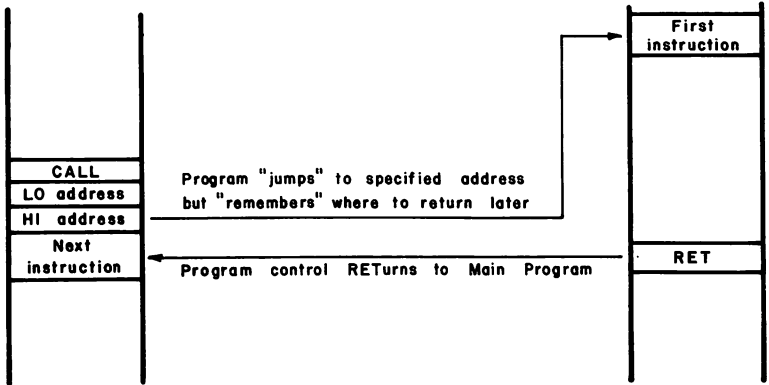 First
instruction
CALL
LO address
HI address
Next
instruction
Program "jumps" to specified address
but "remembers" where to return later
Program control RETurns to Main Program
RET